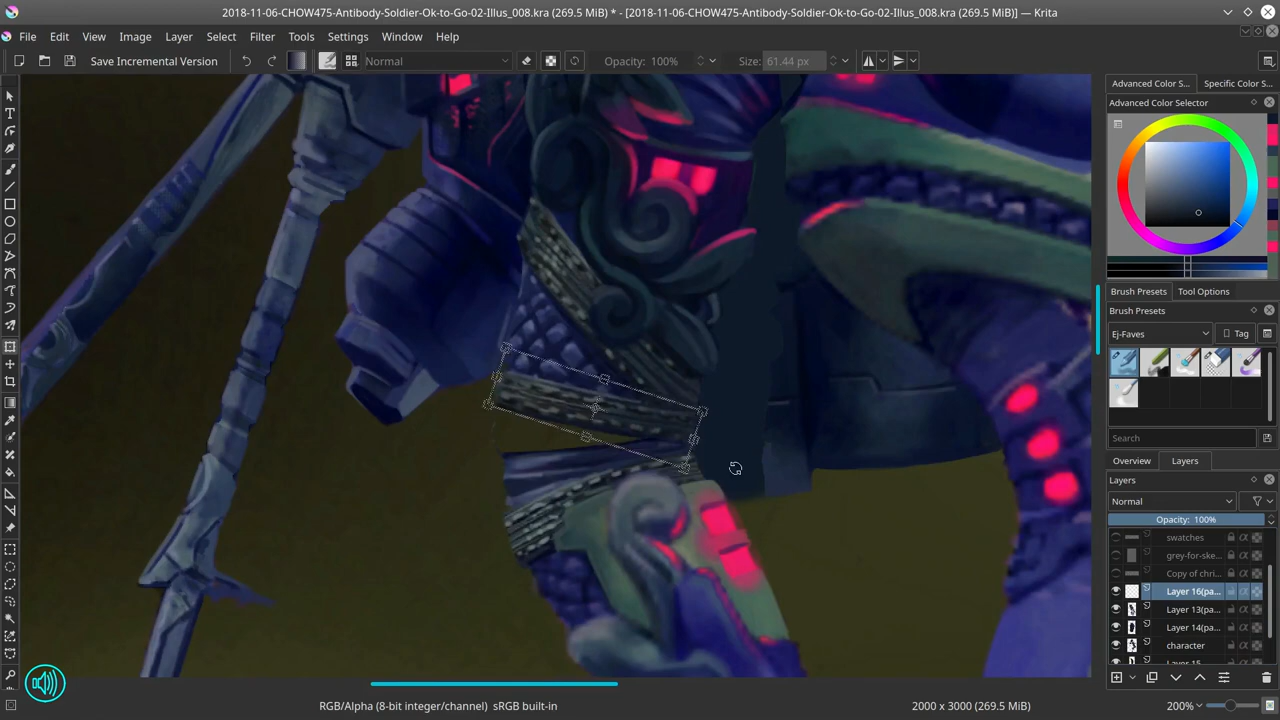 2018-11-06-CHOW475-Antibody-Soldier-Ok-to-Go-02-Illus_008.kra (269.5 MiB) * - [2018-11-06-CHOW475-Antibody-Soldier-Ok-to-Go-02-Illus_008.kra (269.5 MiB)] — Krita
File Edit View Image Layer Select Filter Tools Settings Window Help
Save Incremental Version Normal Opacity: 100% Size: 61.44 px
Advanced Color S... Specific Color S...
Advanced Color Selector
Brush Presets Tool Options
Brush Presets
Ej-Faves Tag
Search
Overview Layers
Layers
Normal
Opacity: 100%
swatches
grey-for-ske...
Copy of chri...
Layer 16(pa...
Layer 13(pa...
Layer 14(pa...
character
Layer 15
RGB/Alpha (8-bit integer/channel) sRGB built-in 2000 x 3000 (269.5 MiB) 200%